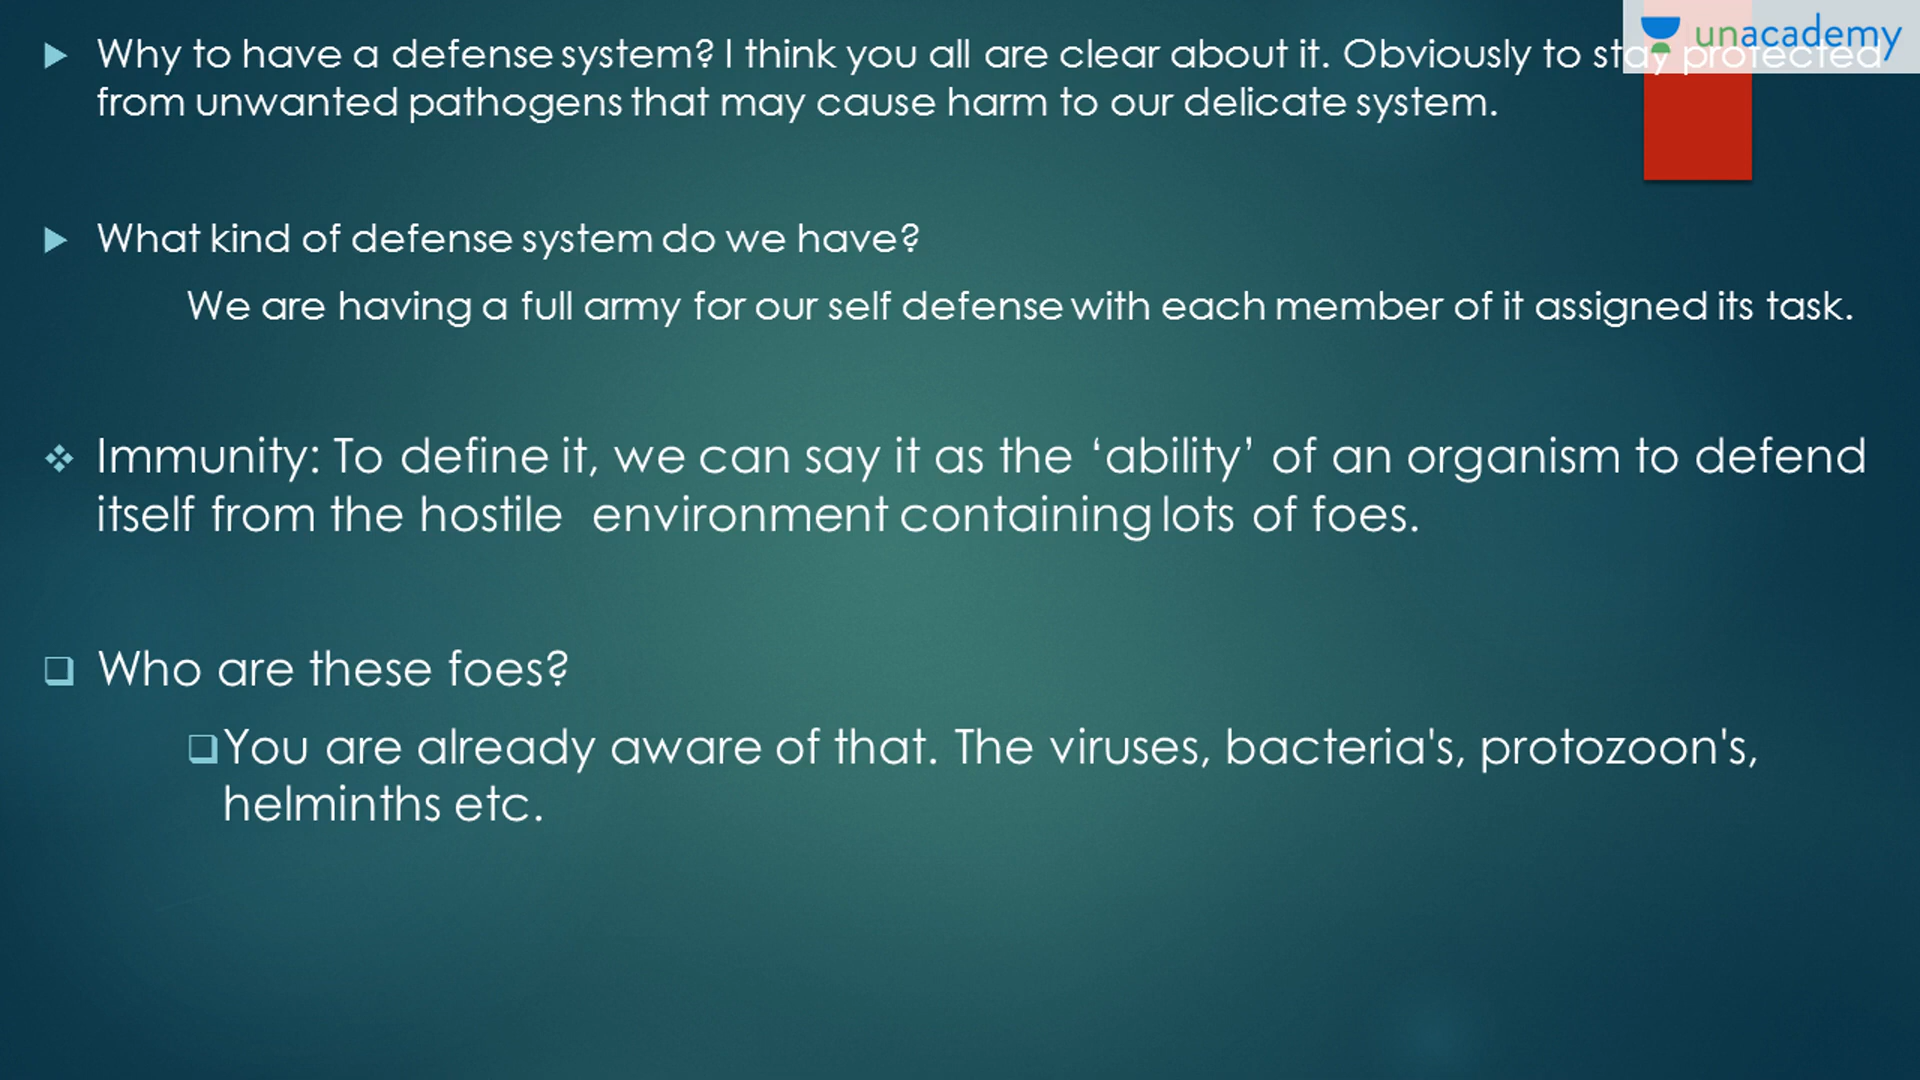 unacademy
Why to have a defense system? I think you all are clear about it. Obviously to stay protected
from unwanted pathogens that may cause harm to our delicate system.
What kind of defense system do we have?
We are having a full army for our self defense with each member of it assigned its task.
Immunity: To define it, we can say it as the ‘ability’ of an organism to defend
itself from the hostile environment containing lots of foes.
Who are these foes?
You are already aware of that. The viruses, bacteria's, protozoon's,
helminths etc.